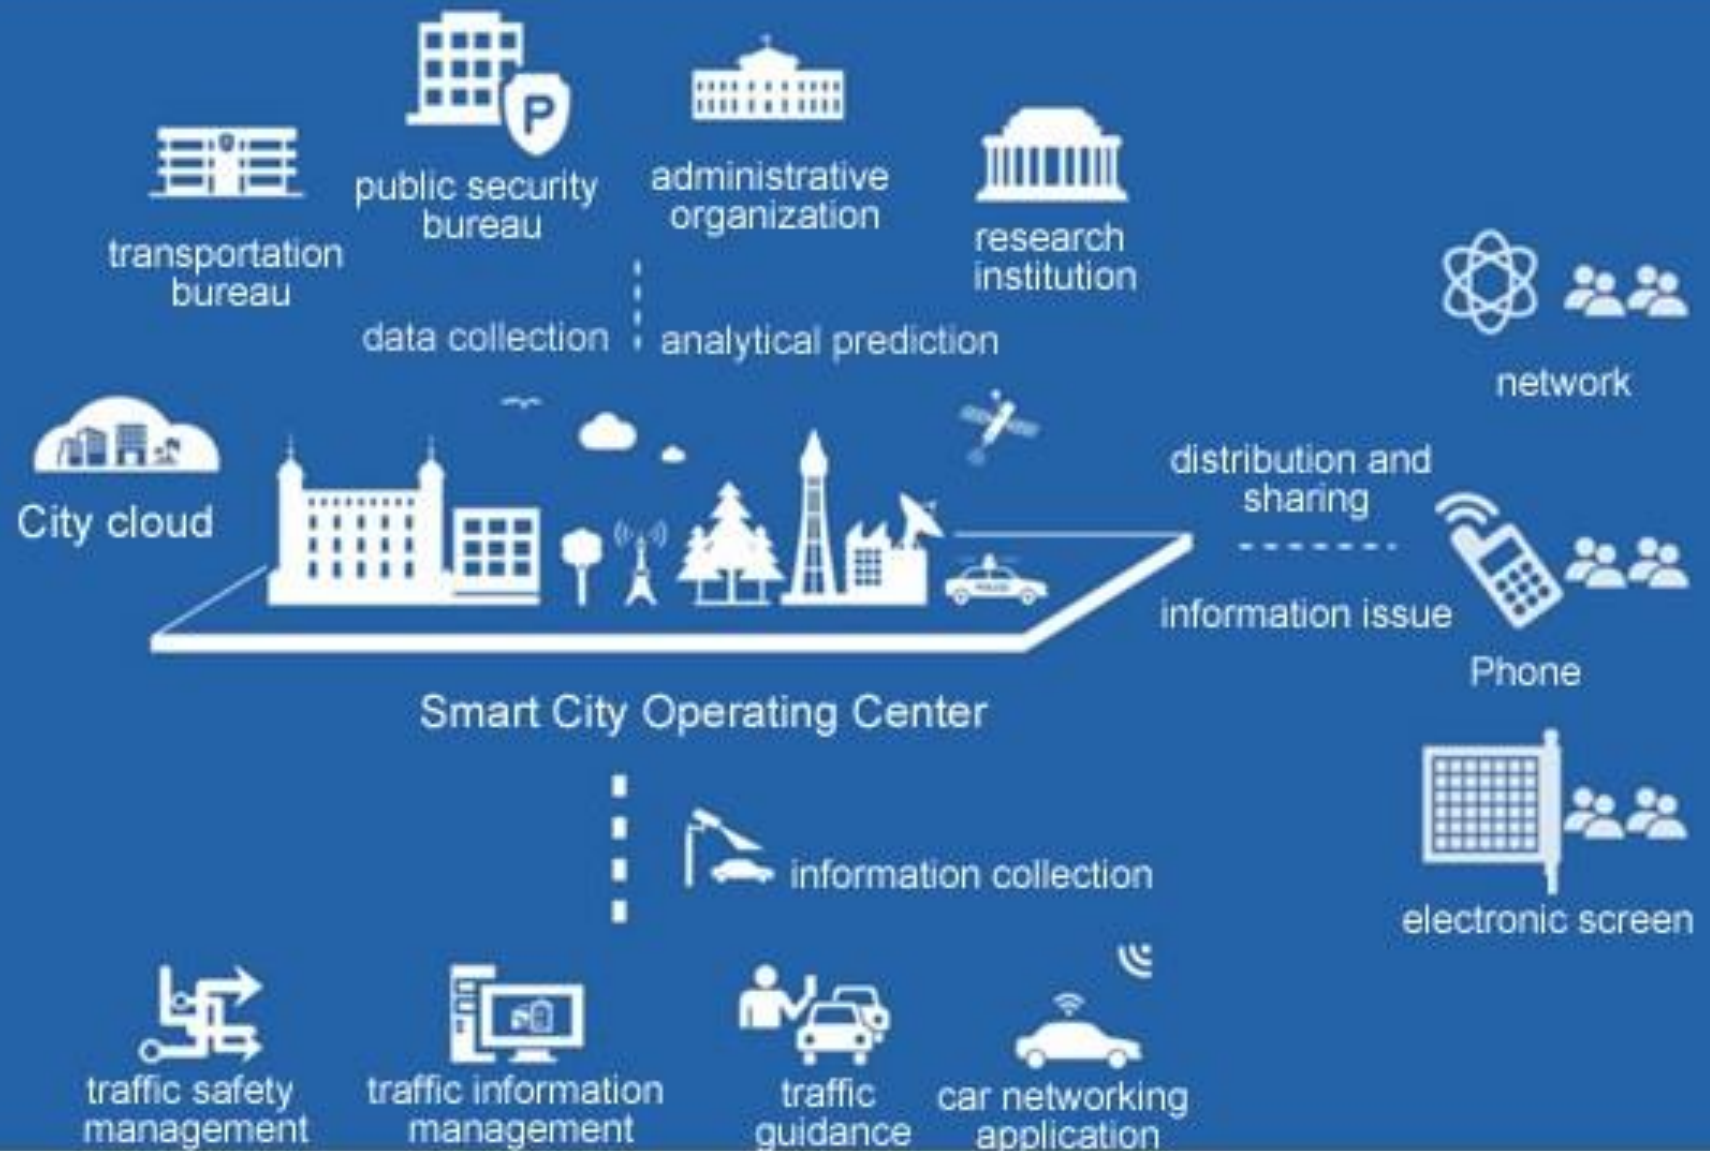 public security
bureau
administrative
organization
transportation
bureau
research
institution
P
data collection
analytical prediction
network
City cloud
distribution and
sharing
information issue
Phone
POLICE
Smart City Operating Center
information collection
electronic screen
traffic safety
management
traffic information
management
traffic
guidance
car networking
application